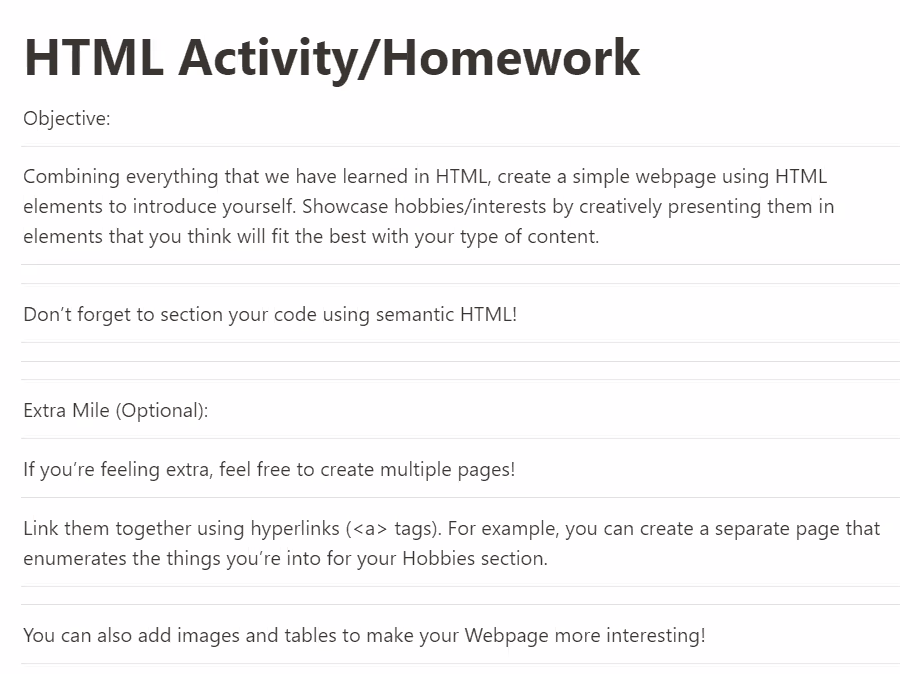 HTML Activity/Homework
Objective:
Combining everything that we have learned in HTML, create a simple webpage using HTML
elements to introduce yourself. Showcase hobbies/interests by creatively presenting them in
elements that you think will fit the best with your type of content.
Don’t forget to section your code using semantic HTML!
Extra Mile (Optional):
If you’re feeling extra, feel free to create multiple pages!
Link them together using hyperlinks (<a> tags). For example, you can create a separate page that
enumerates the things you’re into for your Hobbies section.
You can also add images and tables to make your Webpage more interesting!